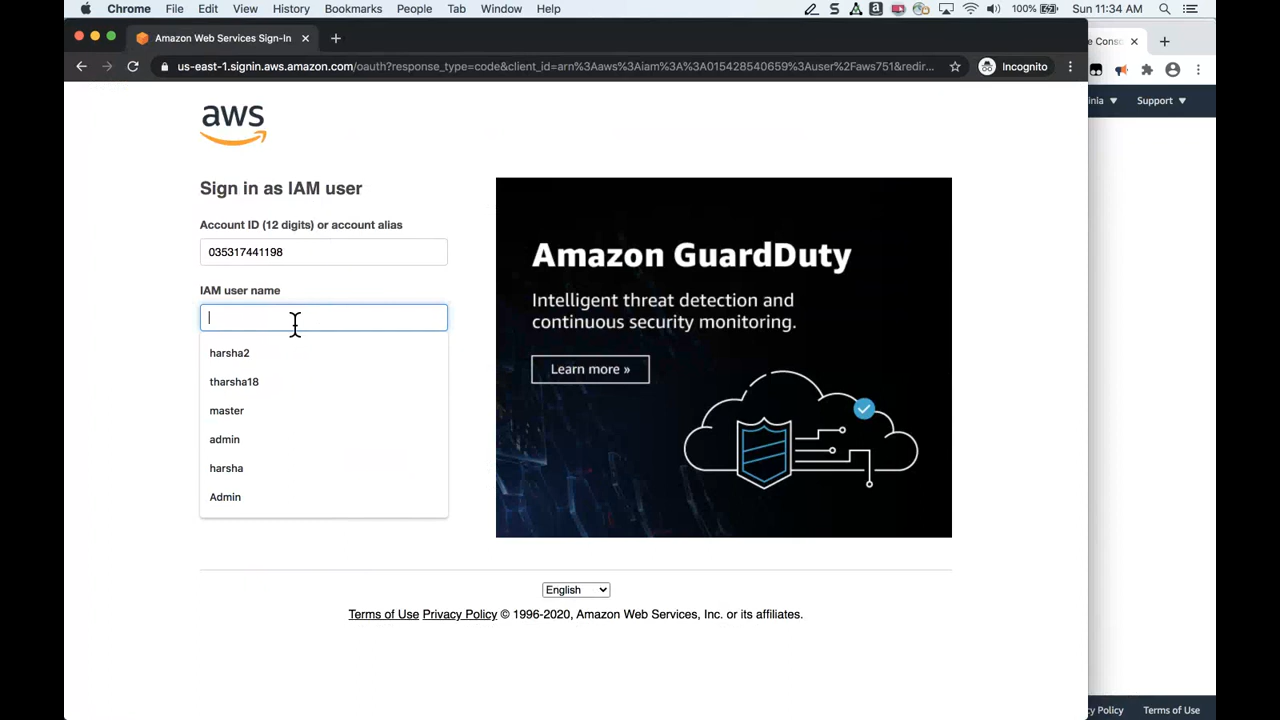 Chrome File Edit View History Bookmarks People Tab Window Help 100% Sun 11:34 AM
Amazon Web Services Sign-In
e Consc
us-east-1.signin.aws.amazon.com/oauth?response_type=code&client_id=arn%3Aaws%3Aiam%3A%3A015428540659%3Auser%2Faws751&redir... Incognito
inia Support
aws
Sign in as IAM user
Account ID (12 digits) or account alias
035317441198
IAM user name
harsha2
tharsha18
master
admin
harsha
Admin
Amazon GuardDuty
Intelligent threat detection and
continuous security monitoring.
Learn more »
English
Terms of Use Privacy Policy © 1996-2020, Amazon Web Services, Inc. or its affiliates.
cy Policy Terms of Use